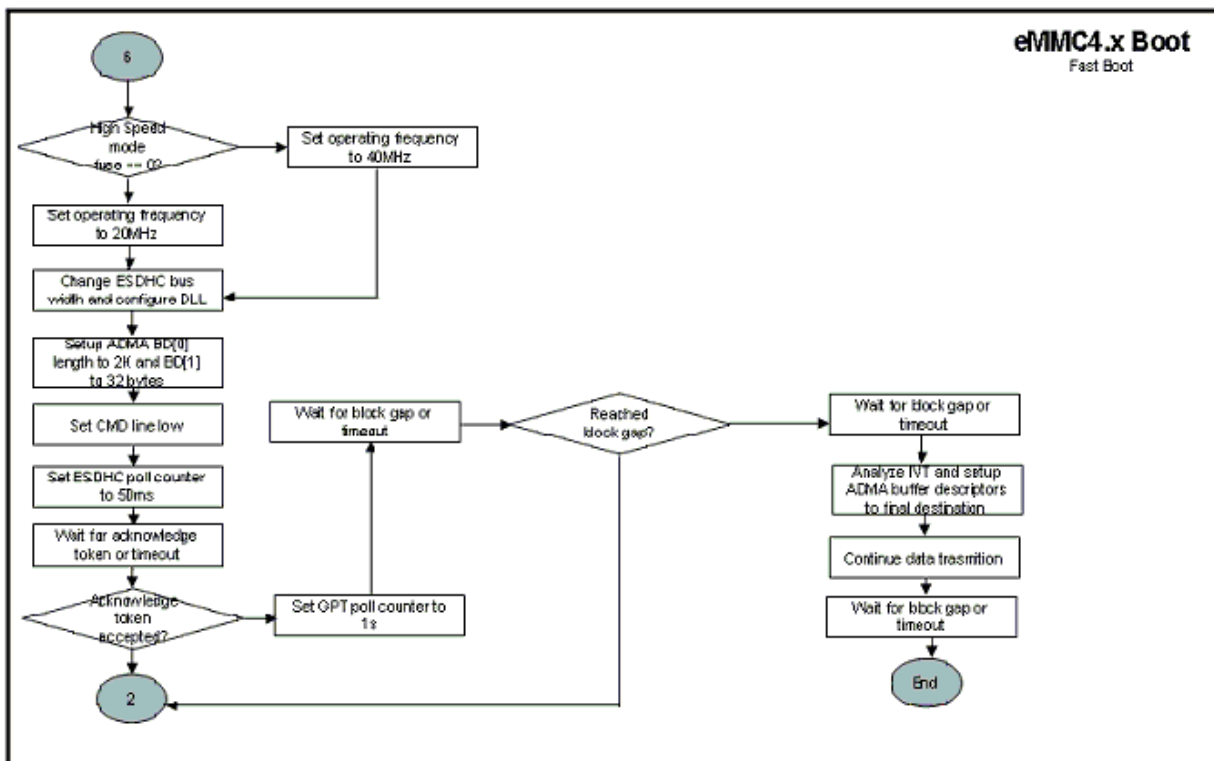 eMMC4.x Boot
Fast Boot
6
High Speed
mode
fuse == 0?
Set operating frequency
to 40MHz
Set operating frequency
to 20MHz
Change ESDHC bus
width and configure DLL
Setup ADMA BD[0]
length to 2K and BD[1]
to 32 bytes
Set CMD line low
Set ESDHC poll counter
to 50ms
Wait for acknowledge
token or timeout
Acknowledge
token
accepted?
2
Set GPT poll counter to
1s
Wait for block gap or
timeout
Reached
block gap?
Wait for block gap or
timeout
Analyze IVT and setup
ADMA buffer descriptors
to final destination
Continue data trasmition
Wait for block gap or
timeout
End